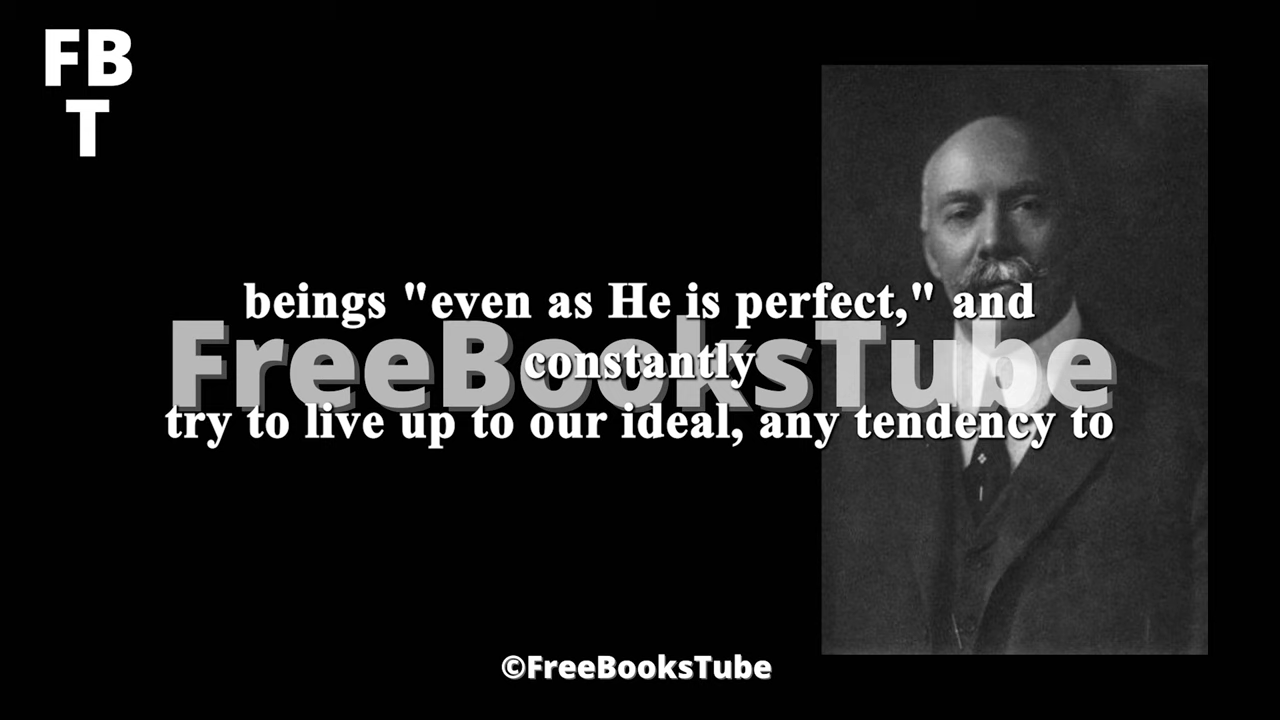 FB
T
beings "even as He is perfect," and
FreeBooksTube
constantly
try to live up to our ideal, any tendency to
©FreeBooksTube